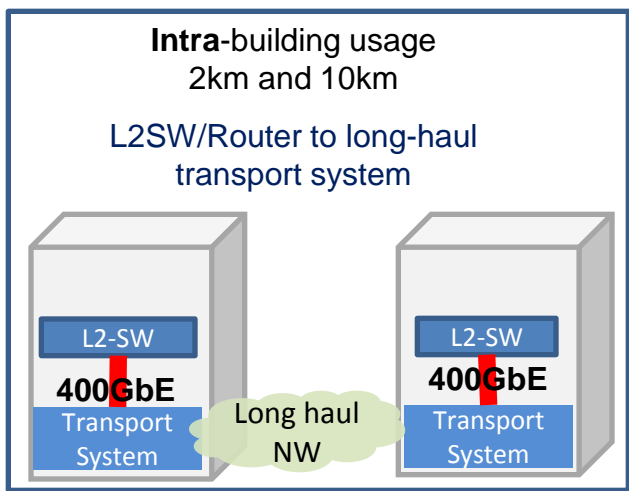 Intra-building usage
2km and 10km
L2SW/Router to long-haul
transport system
L2-SW
400GbE
Transport
System
Long haul
NW
L2-SW
400GbE
Transport
System